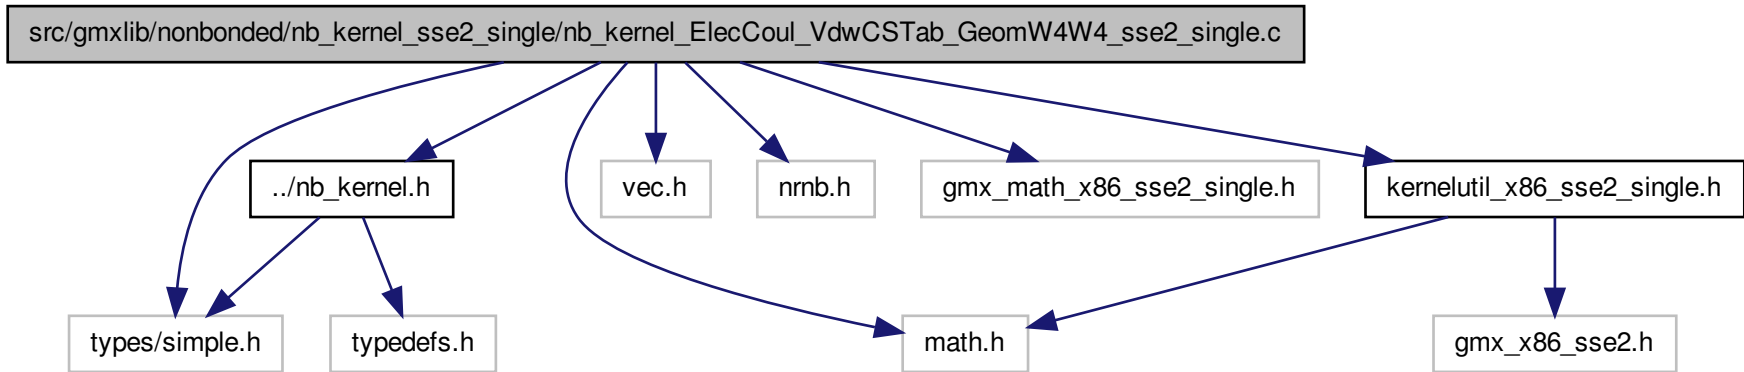 src/gmxlib/nonbonded/nb_kernel_sse2_single/nb_kernel_ElecCoul_VdwCSTab_GeomW4W4_sse2_single.c
../nb_kernel.h
vec.h
nrnb.h
gmx_math_x86_sse2_single.h
kernelutil_x86_sse2_single.h
types/simple.h
typedefs.h
math.h
gmx_x86_sse2.h